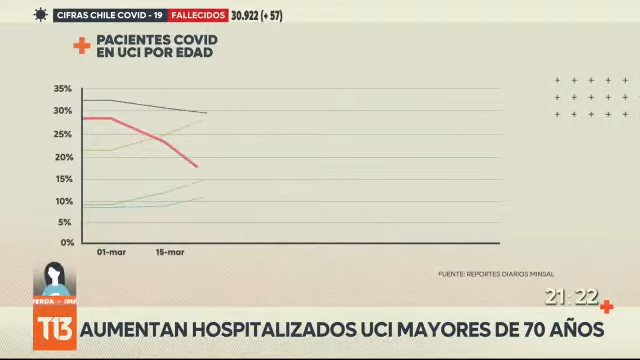 CIFRAS CHILE COVID - 19 FALLECIDOS 30.922 (+ 57)
PACIENTES COVID
EN UCI POR EDAD
35%
30%
25%
20%
15%
10%
5%
0%
01-mar 15-mar
FUENTE: REPORTES DIARIOS MINSAL
21:22
T13 AUMENTAN HOSPITALIZADOS UCI MAYORES DE 70 AÑOS